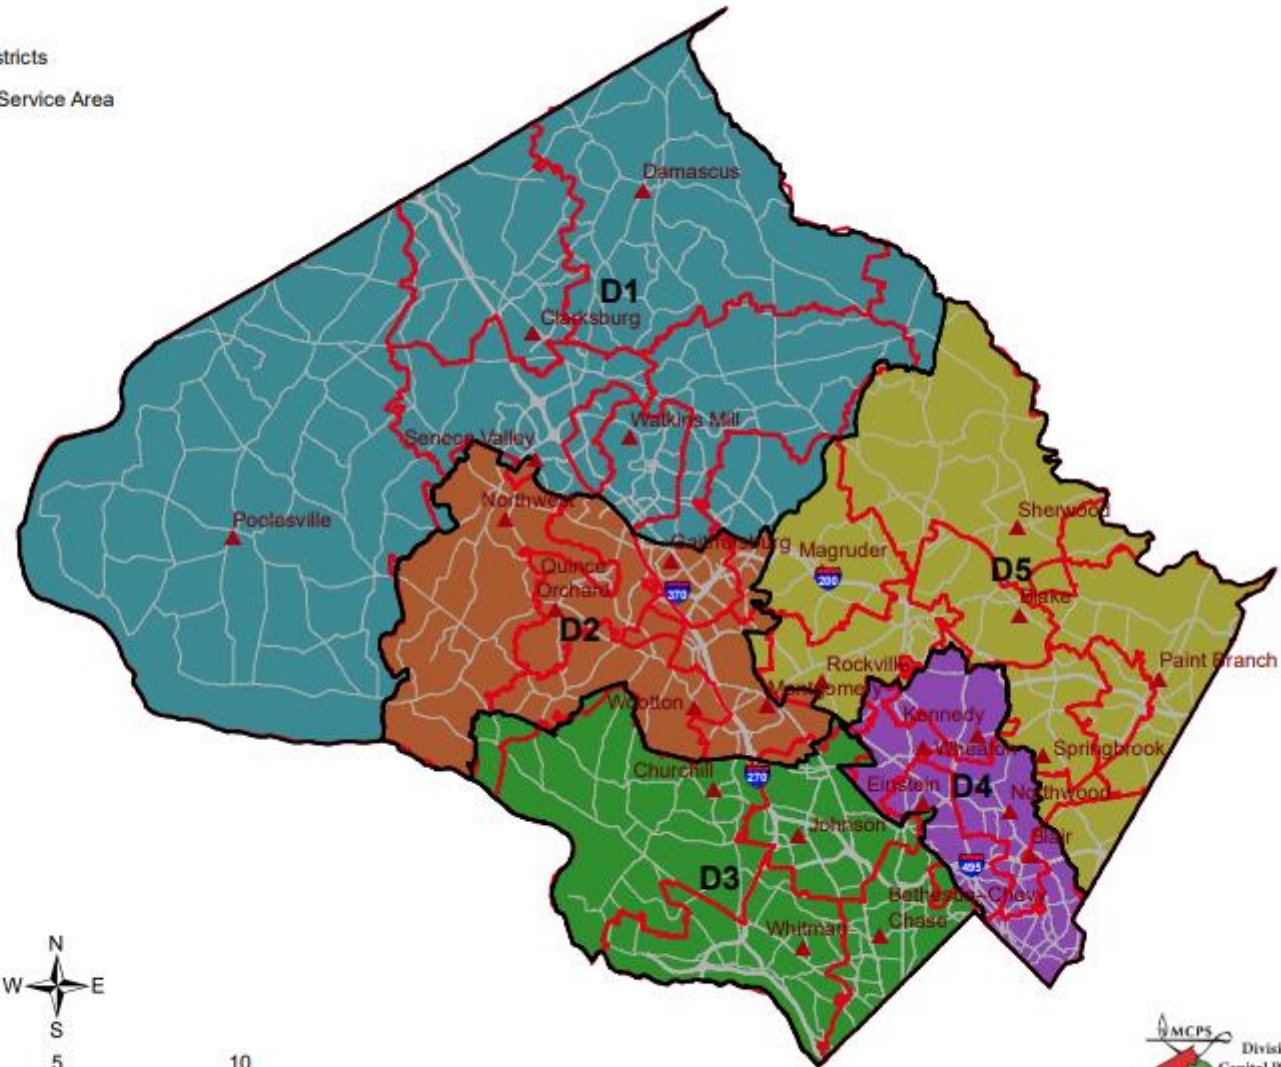 stricts
Service Area
Damascus
D1
Clarksburg
Watkins Mill
Seneca Valley
Northwest
Poolesville
Sherwood
Gaithersburg
Magruder
Quince
Orchard
D5
200
370
Blake
D2
Rockville
Paint Branch
Montgomery
Wootton
Kennedy
Wheaton
Springbrook
Churchill
270
Einstein
D4
Northwood
Johnson
Blair
495
D3
Bethesda- Chevy
Chase
Whitman
N
W
E
S
5
10
MCPS
Divisi